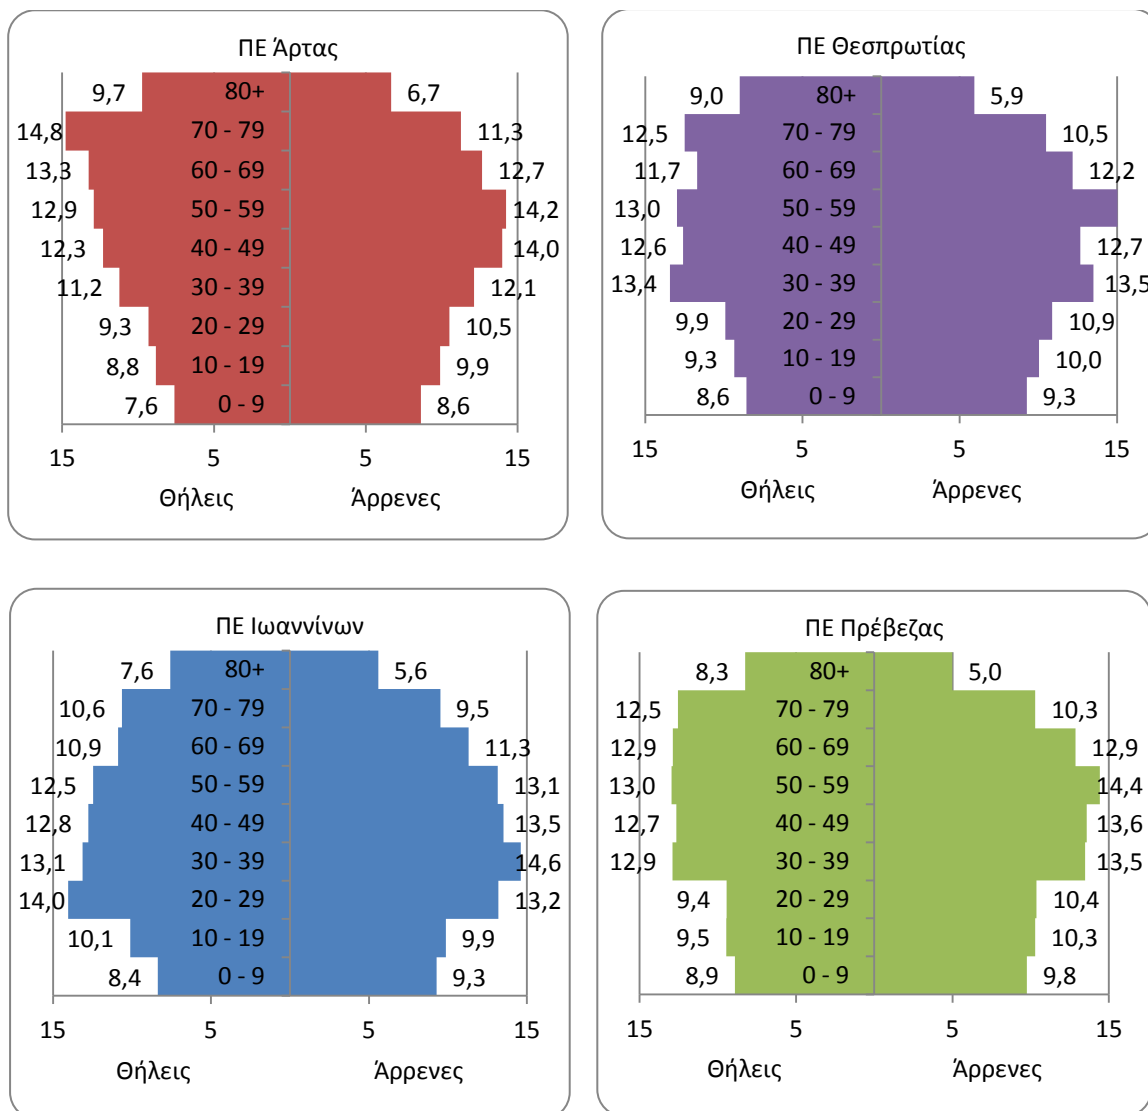 ΠΕ Άρτας
9,7 80+ 6,7
14,8 70 - 79 11,3
13,3 60 - 69 12,7
12,9 50 - 59 14,2
12,3 40 - 49 14,0
11,2 30 - 39 12,1
9,3 20 - 29 10,5
8,8 10 - 19 9,9
7,6 0 - 9 8,6
15 5 5 15
Θήλεις Άρρενες
ΠΕ Θεσπρωτίας
9,0 80+ 5,9
12,5 70 - 79 10,5
11,7 60 - 69 12,2
13,0 50 - 59
12,6 40 - 49 12,7
13,4 30 - 39 13,5
9,9 20 - 29 10,9
9,3 10 - 19 10,0
8,6 0 - 9 9,3
15 5 5 15
Θήλεις Άρρενες
ΠΕ Ιωαννίνων
7,6 80+ 5,6
10,6 70 - 79 9,5
10,9 60 - 69 11,3
12,5 50 - 59 13,1
12,8 40 - 49 13,5
13,1 30 - 39 14,6
14,0 20 - 29 13,2
10,1 10 - 19 9,9
8,4 0 - 9 9,3
15 5 5 15
Θήλεις Άρρενες
ΠΕ Πρέβεζας
8,3 80+ 5,0
12,5 70 - 79 10,3
12,9 60 - 69 12,9
13,0 50 - 59 14,4
12,7 40 - 49 13,6
12,9 30 - 39 13,5
9,4 20 - 29 10,4
9,5 10 - 19 10,3
8,9 0 - 9 9,8
15 5 5 15
Θήλεις Άρρενες